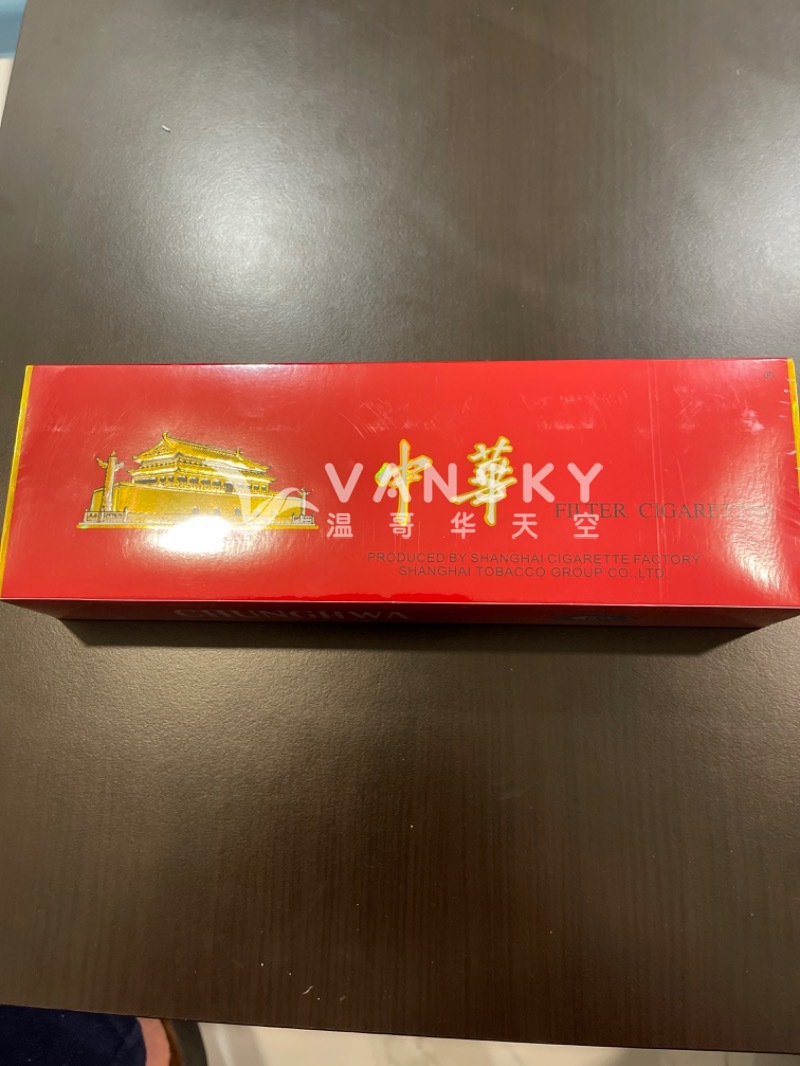 中華
FILTER CIGARETTES
VANSKY
温哥华天空
PRODUCED BY SHANGHAI CIGARETTE FACTORY
SHANGHAI TOBACCO GROUP CO.,LTD.
CHUNGHWA